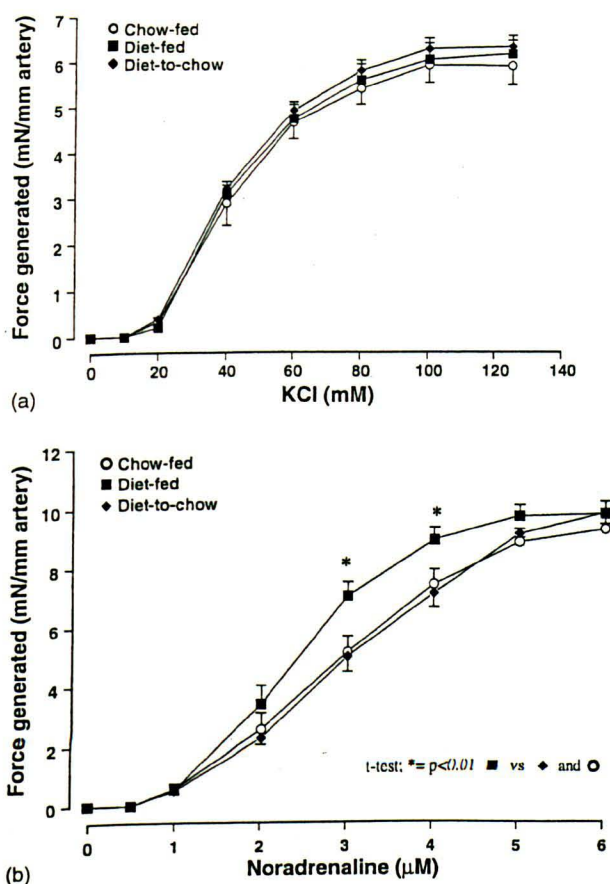 Force generated (mN/mm artery)
7
6
5
4
3
2
1
0
Chow-fed
Diet-fed
Diet-to-chow
0 20 40 60 80 100 120 140
KCl (mM)
(a)
Force generated (mN/mm artery)
12
10
8
6
4
2
0
Chow-fed
Diet-fed
Diet-to-chow
*
*
t-test; *= p<0.01 ■ vs ◆ and O
0 1 2 3 4 5 6
Noradrenaline (μM)
(b)